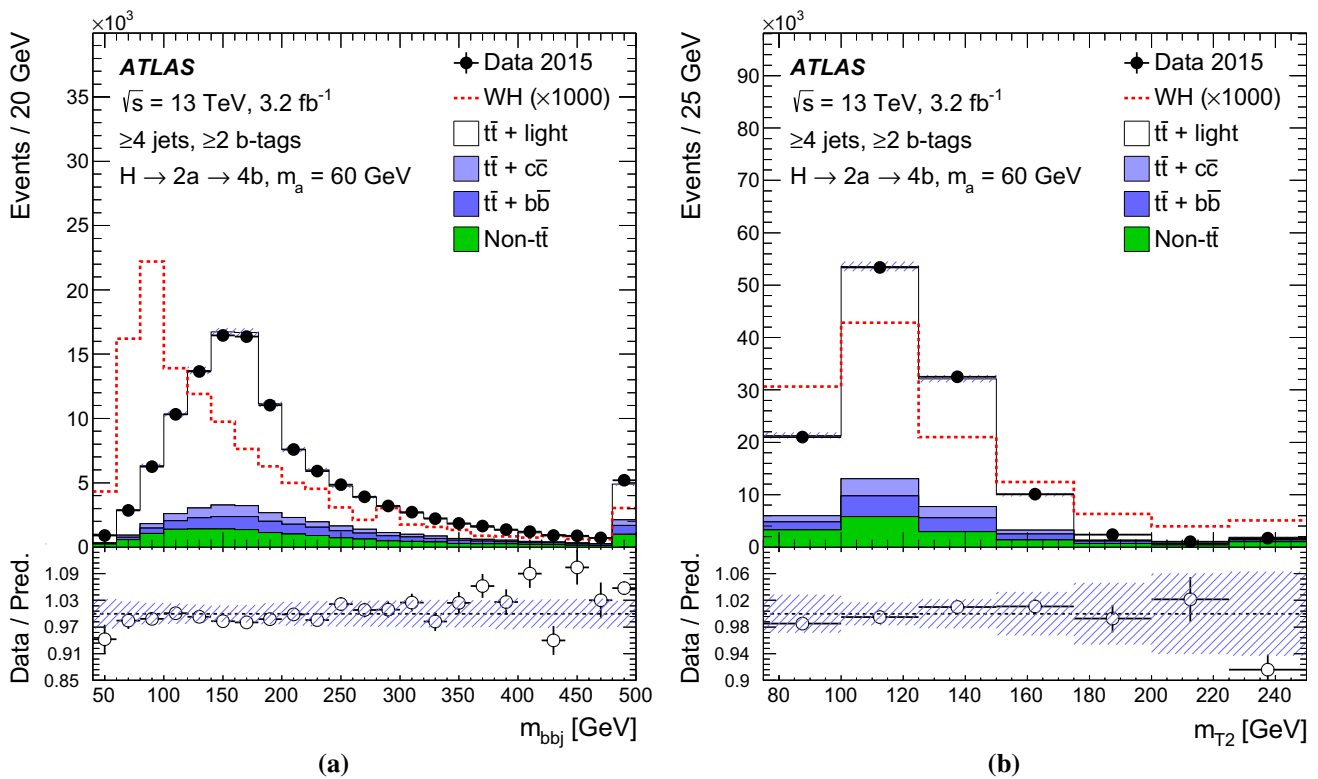 ×10³
Events / 20 GeV
35
30
25
20
15
10
5
0
ATLAS
√s = 13 TeV, 3.2 fb⁻¹
≥4 jets, ≥2 b-tags
H → 2a → 4b, mₐ = 60 GeV
Data 2015
WH (×1000)
tt̄ + light
tt̄ + cc̄
tt̄ + bb̄
Non-tt̄
Data / Pred.
1.09
1.03
0.97
0.91
0.85
50 100 150 200 250 300 350 400 450 500
m_bbj [GeV]
(a)
×10³
Events / 25 GeV
90
80
70
60
50
40
30
20
10
0
ATLAS
√s = 13 TeV, 3.2 fb⁻¹
≥4 jets, ≥2 b-tags
H → 2a → 4b, mₐ = 60 GeV
Data 2015
WH (×1000)
tt̄ + light
tt̄ + cc̄
tt̄ + bb̄
Non-tt̄
Data / Pred.
1.06
1.02
0.98
0.94
0.9
80 100 120 140 160 180 200 220 240
m_T2 [GeV]
(b)